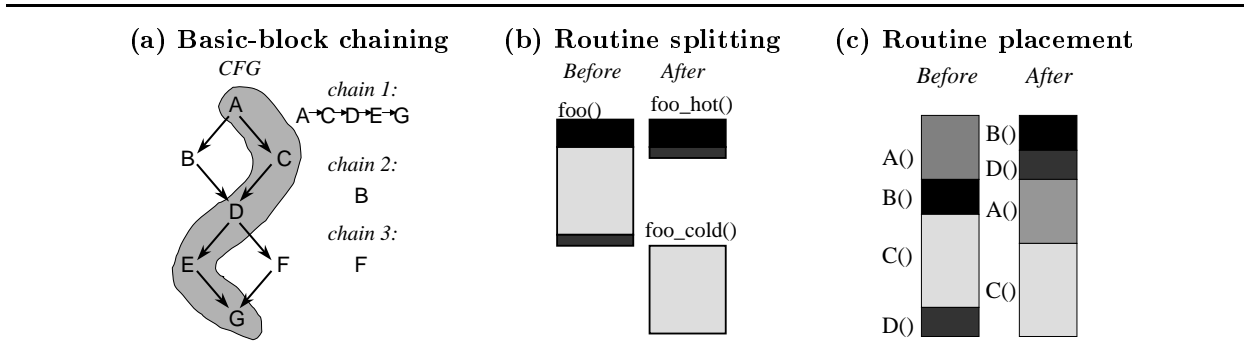 (a) Basic-block chaining
CFG
A
B
C
D
E
F
G
chain 1:
A C D E G
chain 2:
B
chain 3:
F
(b) Routine splitting
Before After
foo()
foo_hot()
foo_cold()
(c) Routine placement
Before After
A()
B()
C()
D()
B()
D()
A()
C()